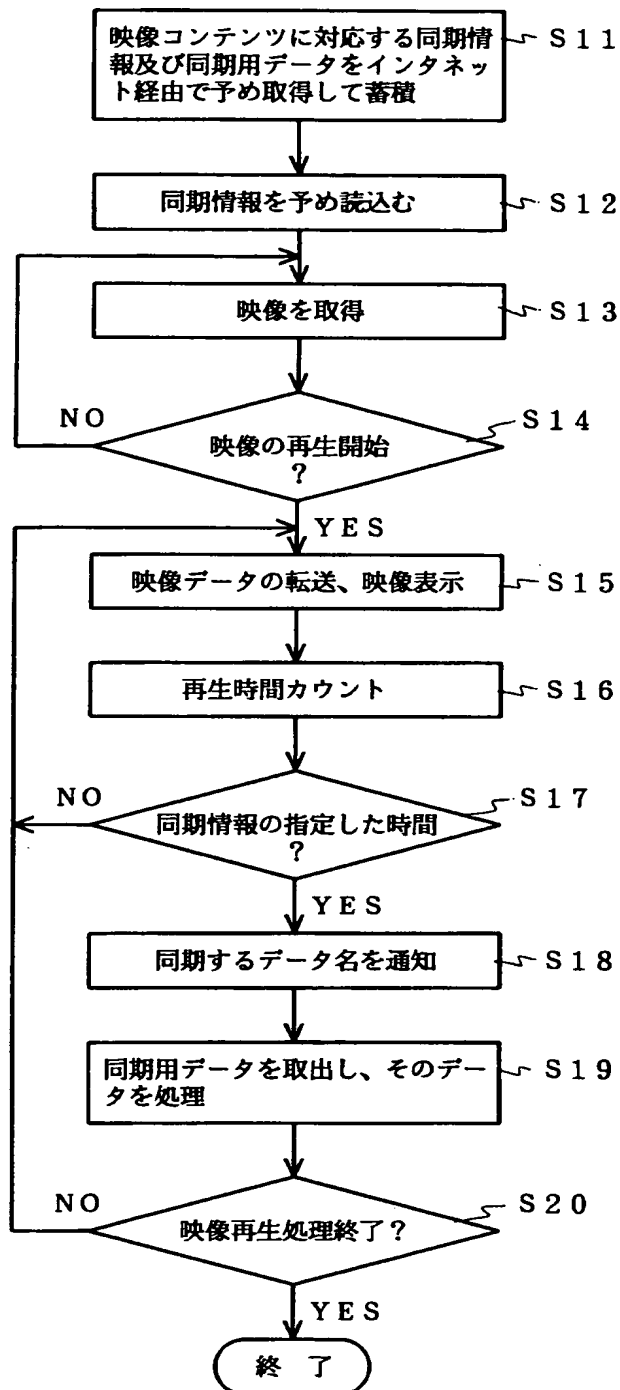 映像コンテンツに対応する同期情
報及び同期用データをインタネッ
ト経由で予め取得して蓄積
S11
同期情報を予め読込む
S12
映像を取得
S13
NO
映像の再生開始
?
S14
YES
映像データの転送、映像表示
S15
再生時間カウント
S16
NO
同期情報の指定した時間
?
S17
YES
同期するデータ名を通知
S18
同期用データを取出し、そのデー
タを処理
S19
NO
映像再生処理終了?
S20
YES
終 了